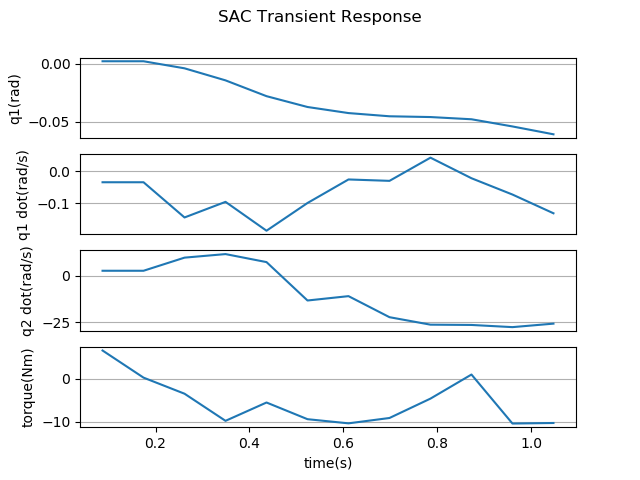 SAC Transient Response
q1(rad)
0.00
−0.05
q1 dot(rad/s)
0.0
−0.1
q2 dot(rad/s)
0
−25
torque(Nm)
0
−10
0.2 0.4 0.6 0.8 1.0
time(s)